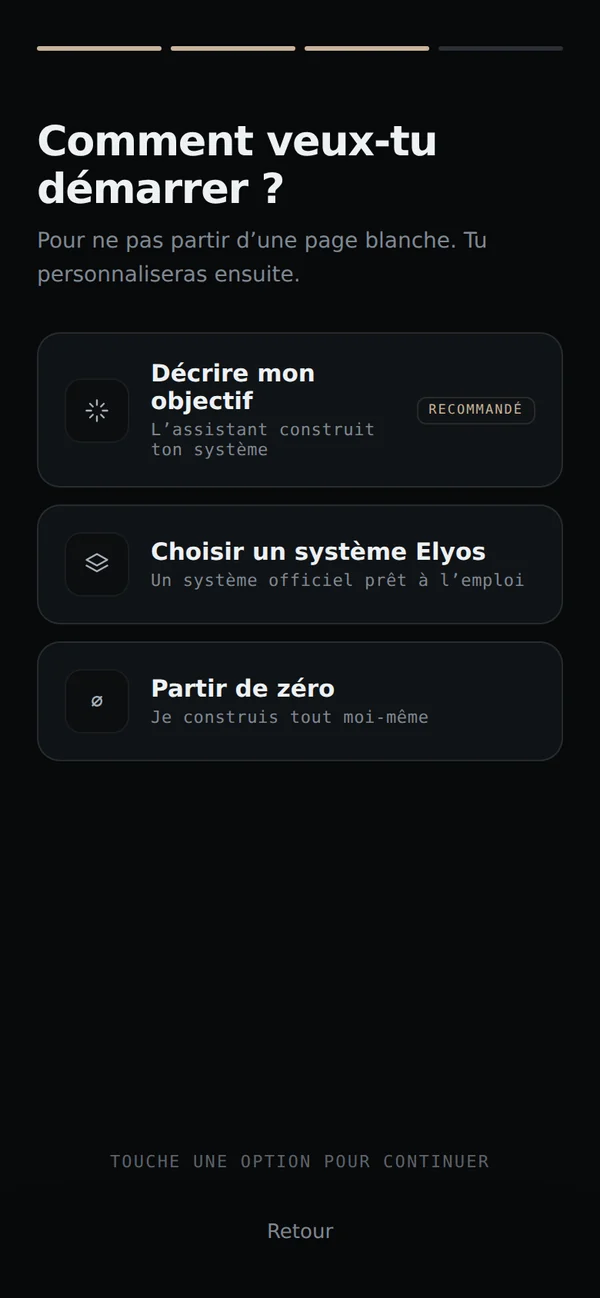 Comment veux-tu
démarrer ?
Pour ne pas partir d’une page blanche. Tu
personnaliseras ensuite.
Décrire mon
objectif
L’assistant construit
ton système
RECOMMANDÉ
Choisir un système Elyos
Un système officiel prêt à l’emploi
Partir de zéro
Je construis tout moi-même
TOUCHE UNE OPTION POUR CONTINUER
Retour